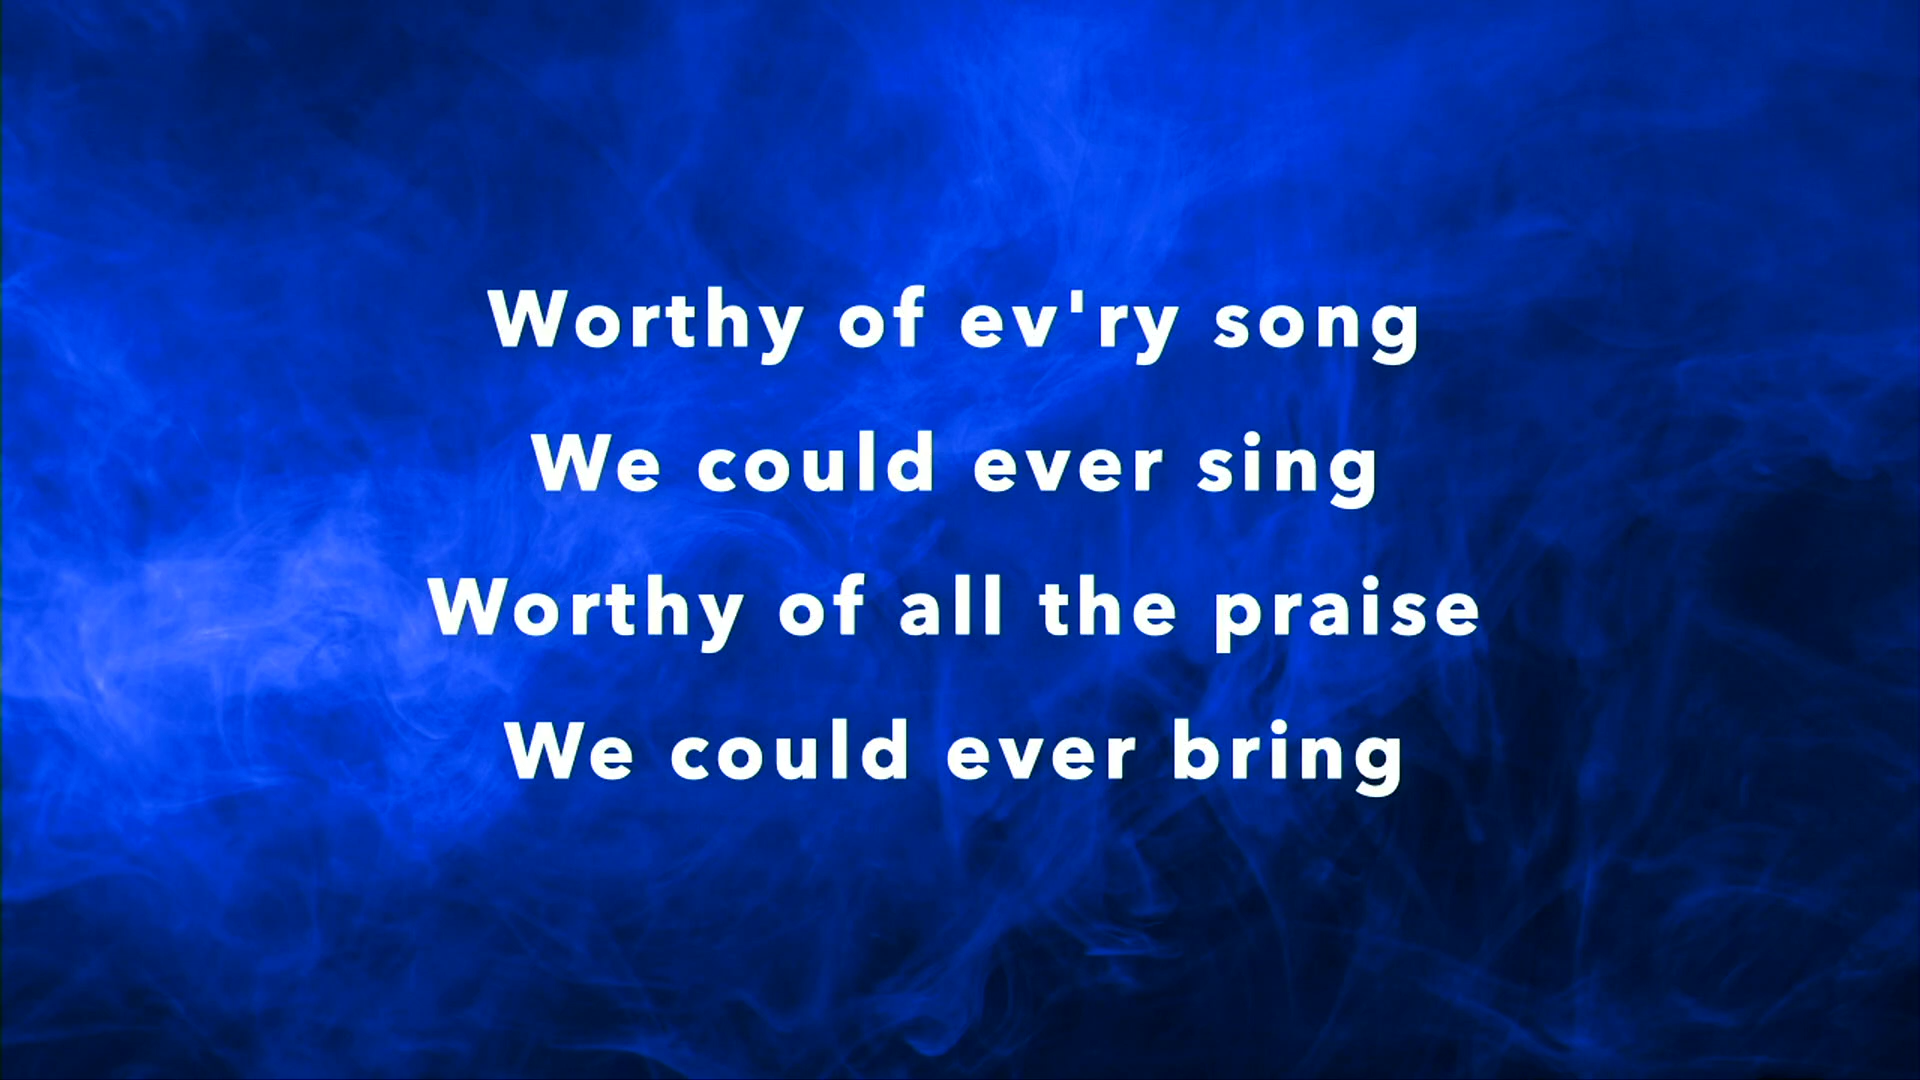 Worthy of ev'ry song
We could ever sing
Worthy of all the praise
We could ever bring